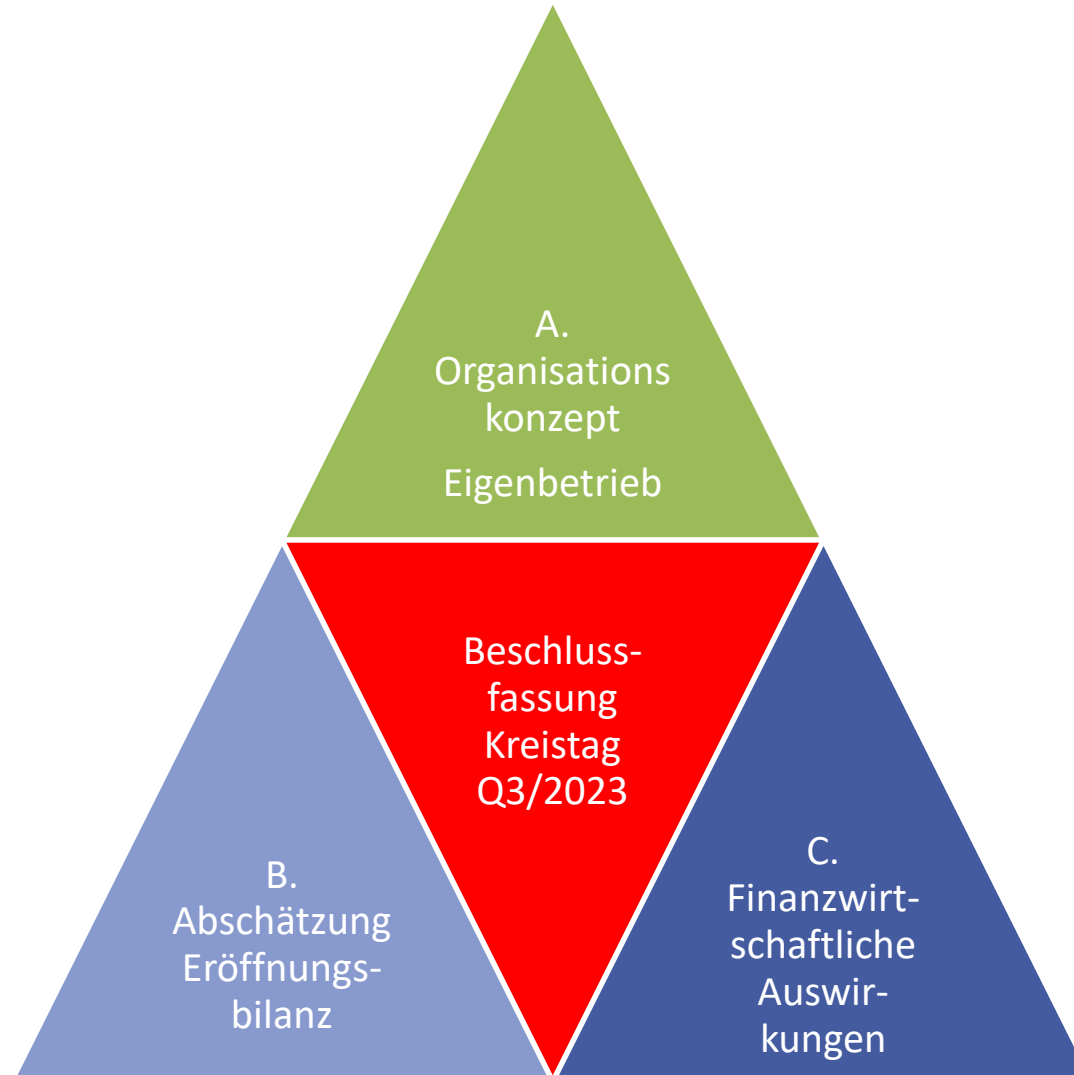 A.
Organisations
konzept
Eigenbetrieb
Beschluss-
fassung
Kreistag
Q3/2023
B.
Abschätzung
Eröffnungs-
bilanz
C.
Finanzwirt-
schaftliche
Auswir-
kungen